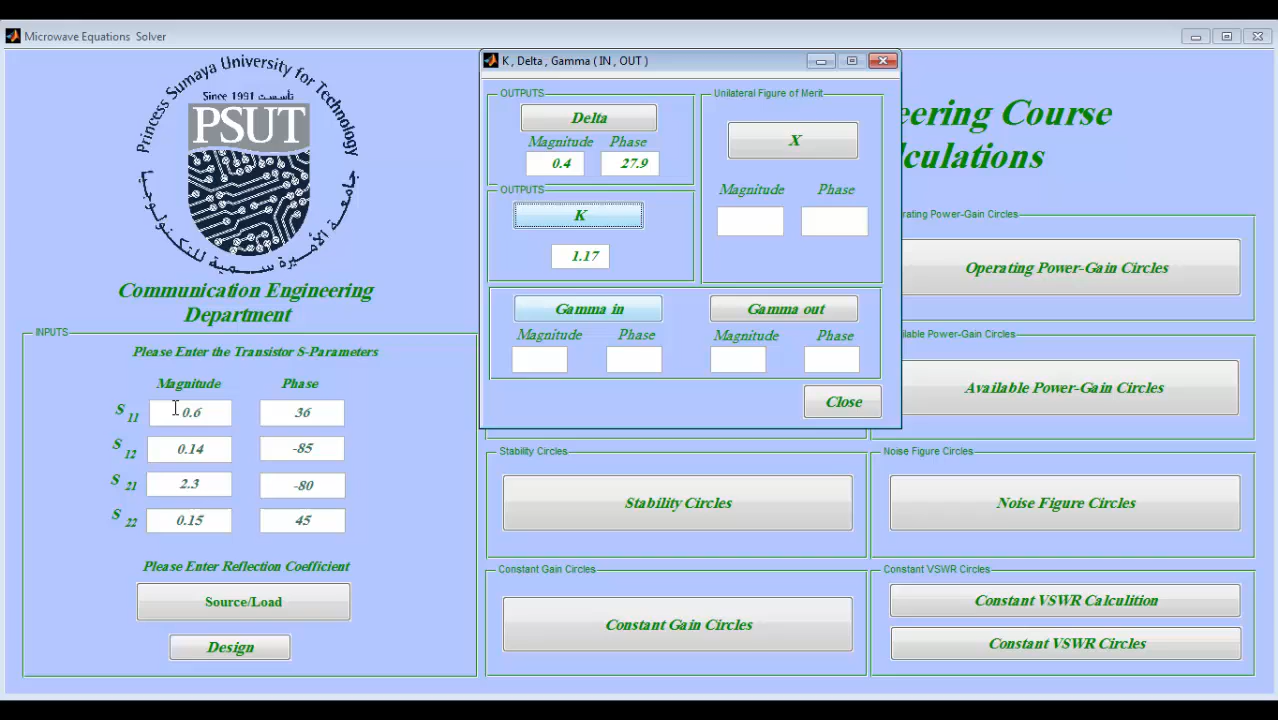 Microwave Equations Solver
Princess Sumaya University for Technology
Since 1991 تأسست
PSUT
جامعة الأميرة سمية للتكنولوجيا
Communication Engineering
Department
INPUTS
Please Enter the Transistor S-Parameters
Magnitude Phase
S 11 0.6 36
S 12 0.14 -85
S 21 2.3 -80
S 22 0.15 45
Please Enter Reflection Coefficient
Source/Load
Design
K , Delta , Gamma ( IN , OUT )
OUTPUTS
Delta
Magnitude Phase
0.4 27.9
OUTPUTS
K
1.17
Unilateral Figure of Merit
X
Magnitude Phase
Gamma in Gamma out
Magnitude Phase Magnitude Phase
Close
eering Course
lculations
rating Power-Gain Circles
Operating Power-Gain Circles
ilable Power-Gain Circles
Available Power-Gain Circles
Stability Circles
Stability Circles
Noise Figure Circles
Noise Figure Circles
Constant Gain Circles
Constant Gain Circles
Constant VSWR Circles
Constant VSWR Calculition
Constant VSWR Circles